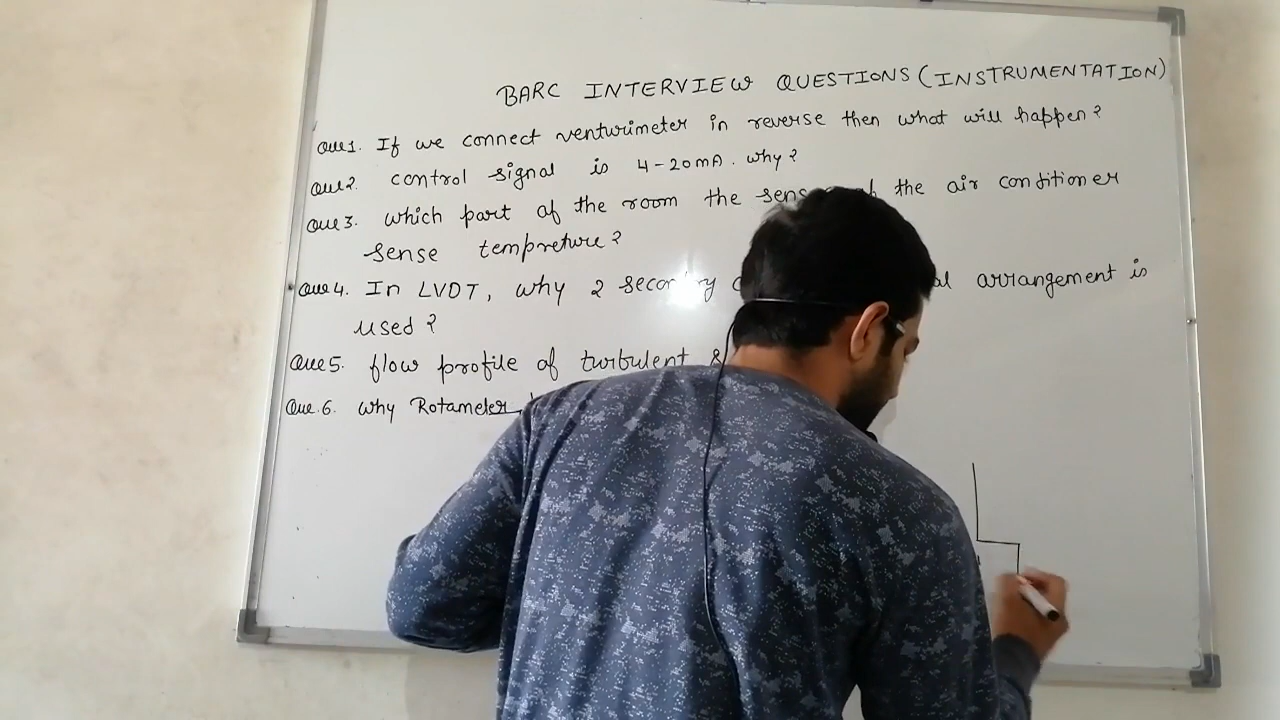 BARC INTERVIEW QUESTIONS (INSTRUMENTATION)
Que1. If we connect venturimeter in reverse then what will happen?
Que2. control signal is 4-20mA. why?
Que3. which part of the room the of the air conditioner
sense tempreture?
Que4. In LVDT, why 2 arrangement is
used?
Que5. flow profile of turbulent
Que.6. why Rotameter